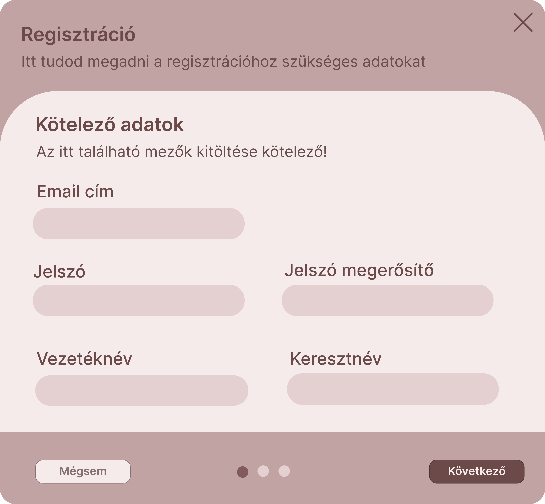 Regisztráció
Itt tudod megadni a regisztrációhoz szükséges adatokat
Kötelező adatok
Az itt található mezők kitöltése kötelező!
Email cím
Jelszó
Jelszó megerősítő
Vezetéknév
Keresztnév
Mégsem
Következő